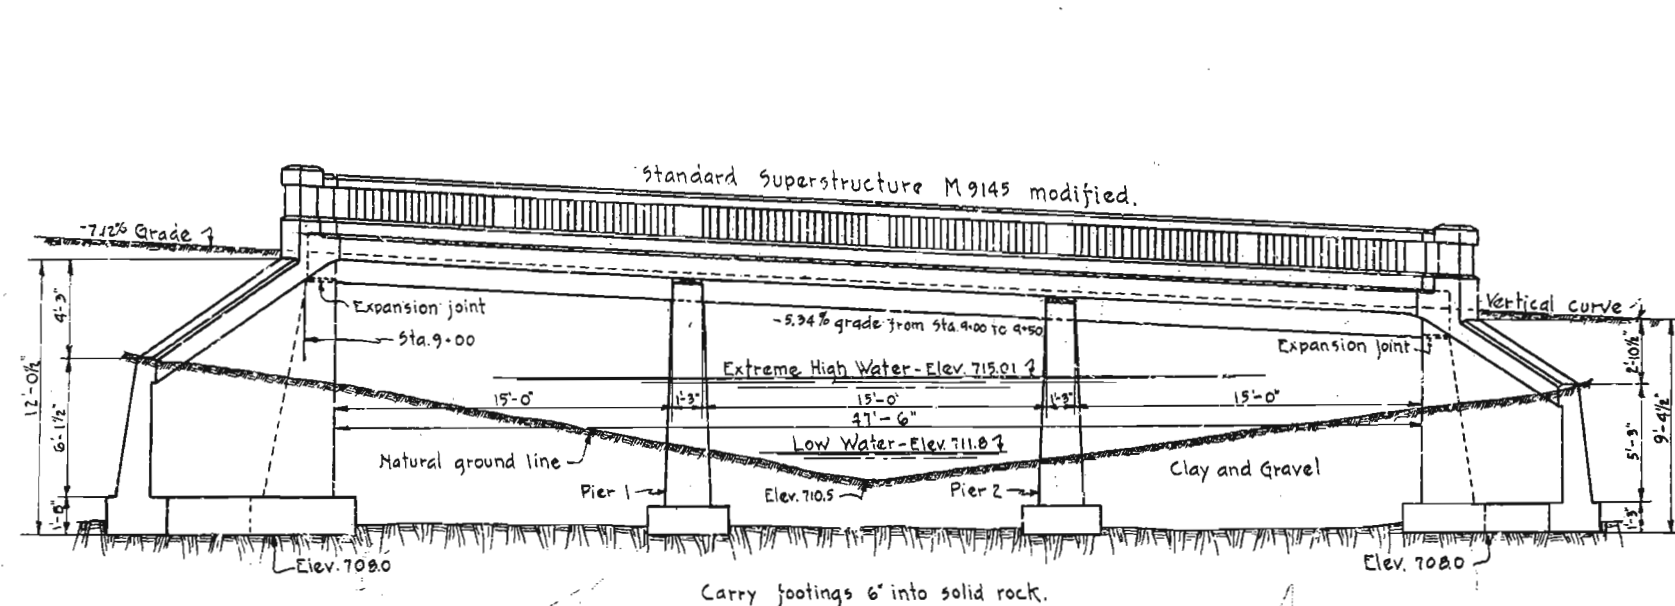 Standard Superstructure M 9145 modified.
-7.12% Grade
Expansion joint
Sta. 9+00
Vertical curve
-5.34% grade from Sta. 9+00 to 9+50
Expansion joint
Extreme High Water - Elev. 715.01
4'-3"
12'-0½"
6'-1½"
1'-8"
15'-0"
1'-3"
15'-0"
1'-3"
15'-0"
47'-6"
2'-10½"
9'-4½"
5'-3"
1'-3"
Low Water - Elev. 711.8
Natural ground line
Clay and Gravel
Pier 1
Elev. 710.5
Pier 2
Elev. 708.0
Elev. 708.0
Carry footings 6" into solid rock.